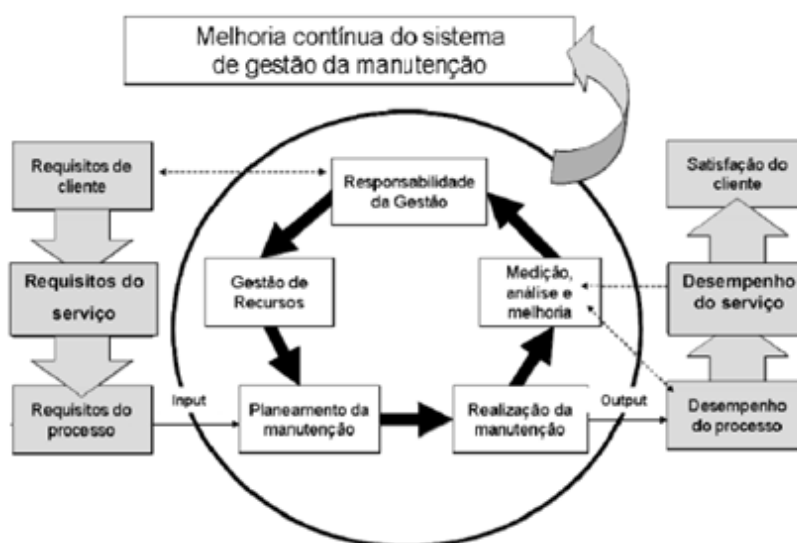 Melhoria contínua do sistema
de gestão da manutenção
Requisitos de
cliente
Responsabilidade
da Gestão
Satisfação do
cliente
Requisitos do
serviço
Gestão de
Recursos
Medição,
análise e
melhoria
Desempenho
do serviço
Requisitos do
processo
Input
Planeamento da
manutenção
Realização da
manutenção
Output
Desempenho
do processo